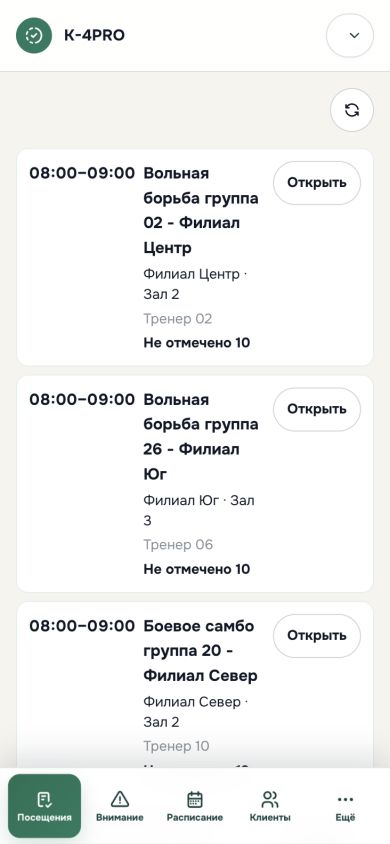 K-4PRO
08:00–09:00
Вольная
борьба группа
02 - Филиал
Центр
Филиал Центр ·
Зал 2
Тренер 02
Не отмечено 10
Открыть
08:00–09:00
Вольная
борьба группа
26 - Филиал
Юг
Филиал Юг · Зал
3
Тренер 06
Не отмечено 10
Открыть
08:00–09:00
Боевое самбо
группа 20 -
Филиал Север
Филиал Север ·
Зал 2
Тренер 10
Открыть
Посещения
Внимание
Расписание
Клиенты
Ещё